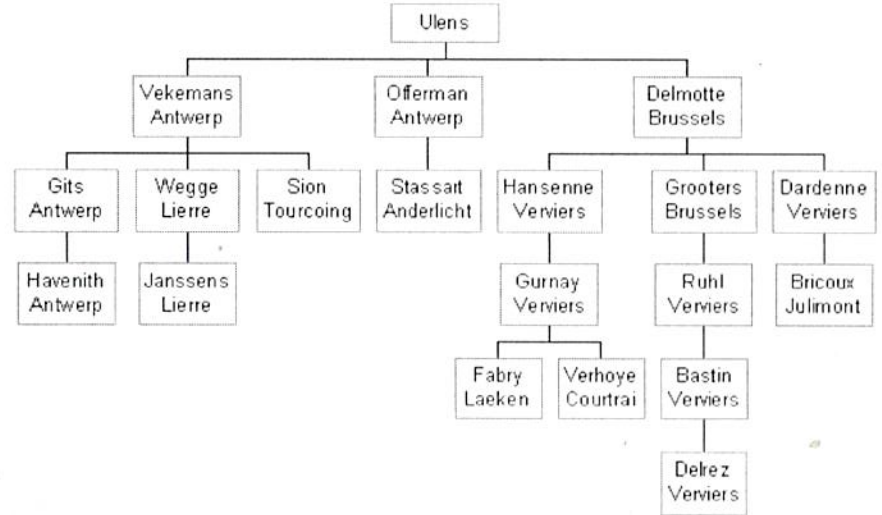 Ulens
Vekemans
Antwerp
Offerman
Antwerp
Delmotte
Brussels
Gits
Antwerp
Wegge
Lierre
Sion
Tourcoing
Stassart
Anderlicht
Hansenne
Verviers
Grooters
Brussels
Dardenne
Verviers
Havenith
Antwerp
Janssens
Lierre
Gurnay
Verviers
Ruhl
Verviers
Bricoux
Julimont
Fabry
Laeken
Verhoye
Courtrai
Bastin
Verviers
Delrez
Verviers